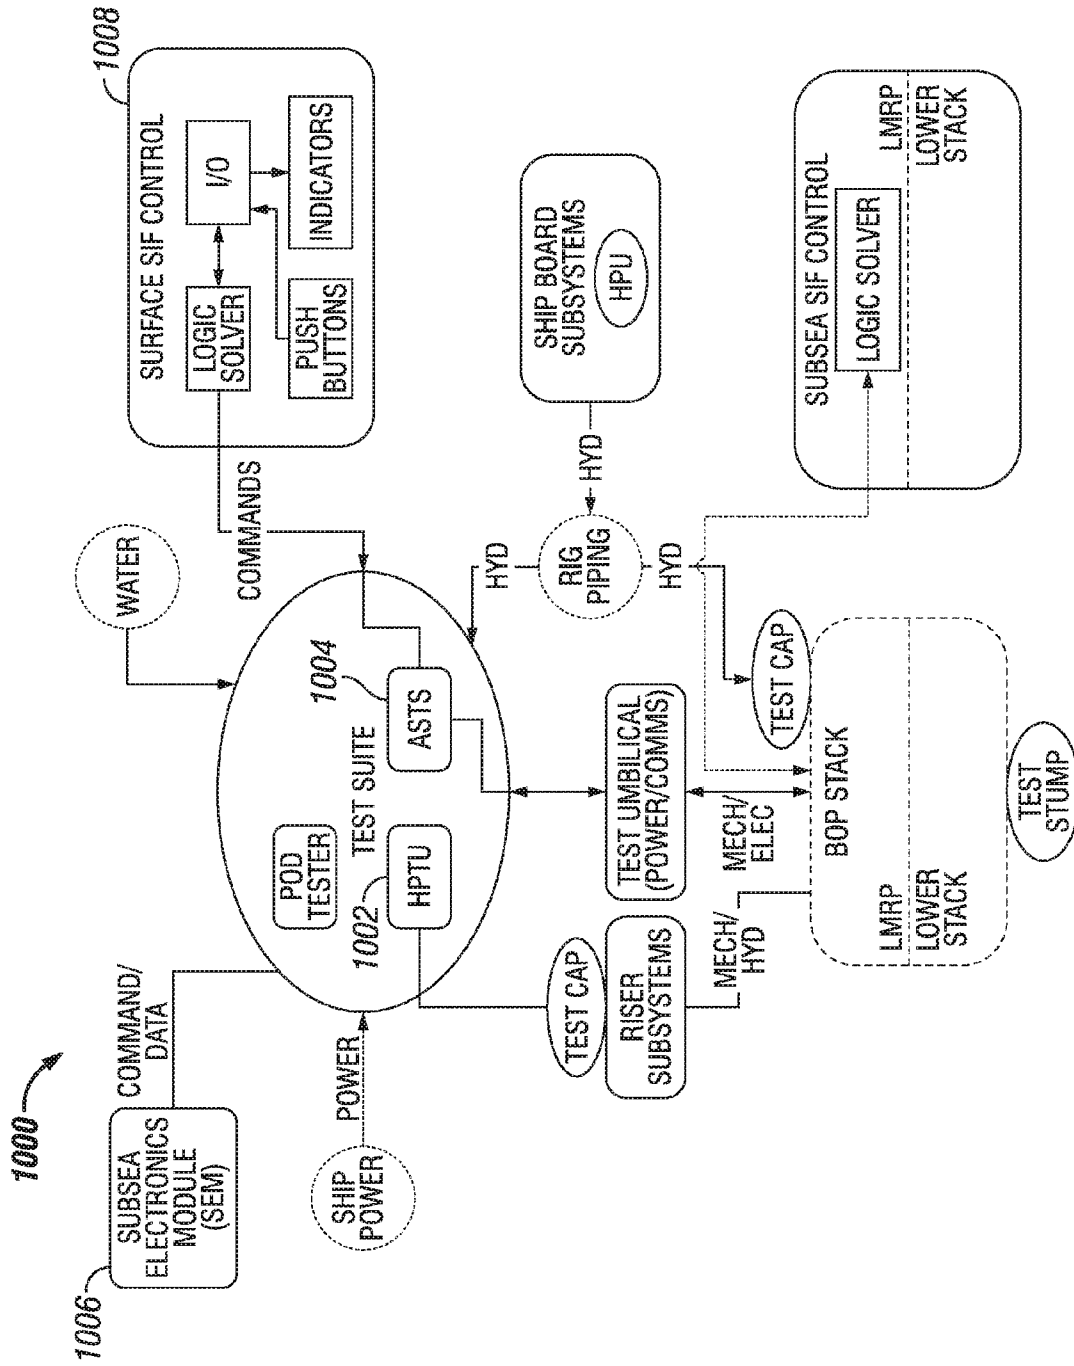 1000
1006
SUBSEA
ELECTRONICS
MODULE
(SEM)
COMMAND/
DATA
WATER
1008
SURFACE SIF CONTROL
LOGIC
SOLVER
I/O
PUSH
BUTTONS
INDICATORS
COMMANDS
SHIP
POWER
POWER
POD
TESTER
TEST SUITE
1002
HPTU
1004
ASTS
HYD
RIG
PIPING
HYD
HYD
SHIP BOARD
SUBSYSTEMS
HPU
TEST CAP
RISER
SUBSYSTEMS
MECH/
HYD
TEST UMBILICAL
(POWER/COMMS)
MECH/
ELEC
TEST CAP
BOP STACK
LMRP
LOWER
STACK
TEST
STUMP
SUBSEA SIF CONTROL
LOGIC SOLVER
LMRP
LOWER
STACK